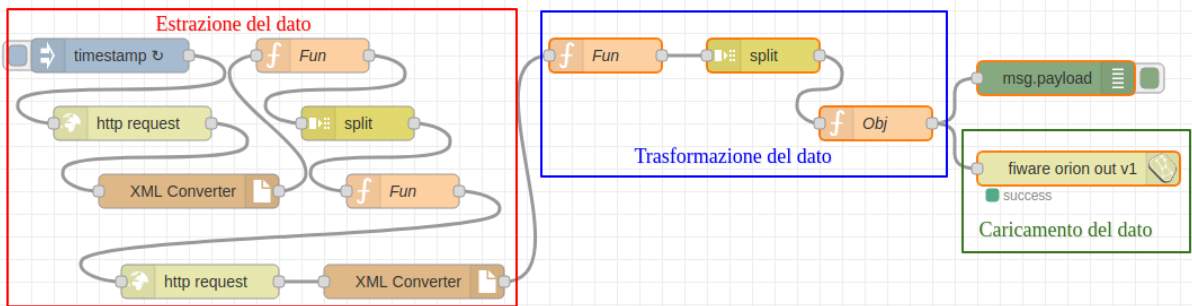 Estrazione del dato
timestamp ↻
Fun
http request
split
XML Converter
Fun
http request
XML Converter
Fun
split
Obj
Trasformazione del dato
msg.payload
fiware orion out v1
success
Caricamento del dato